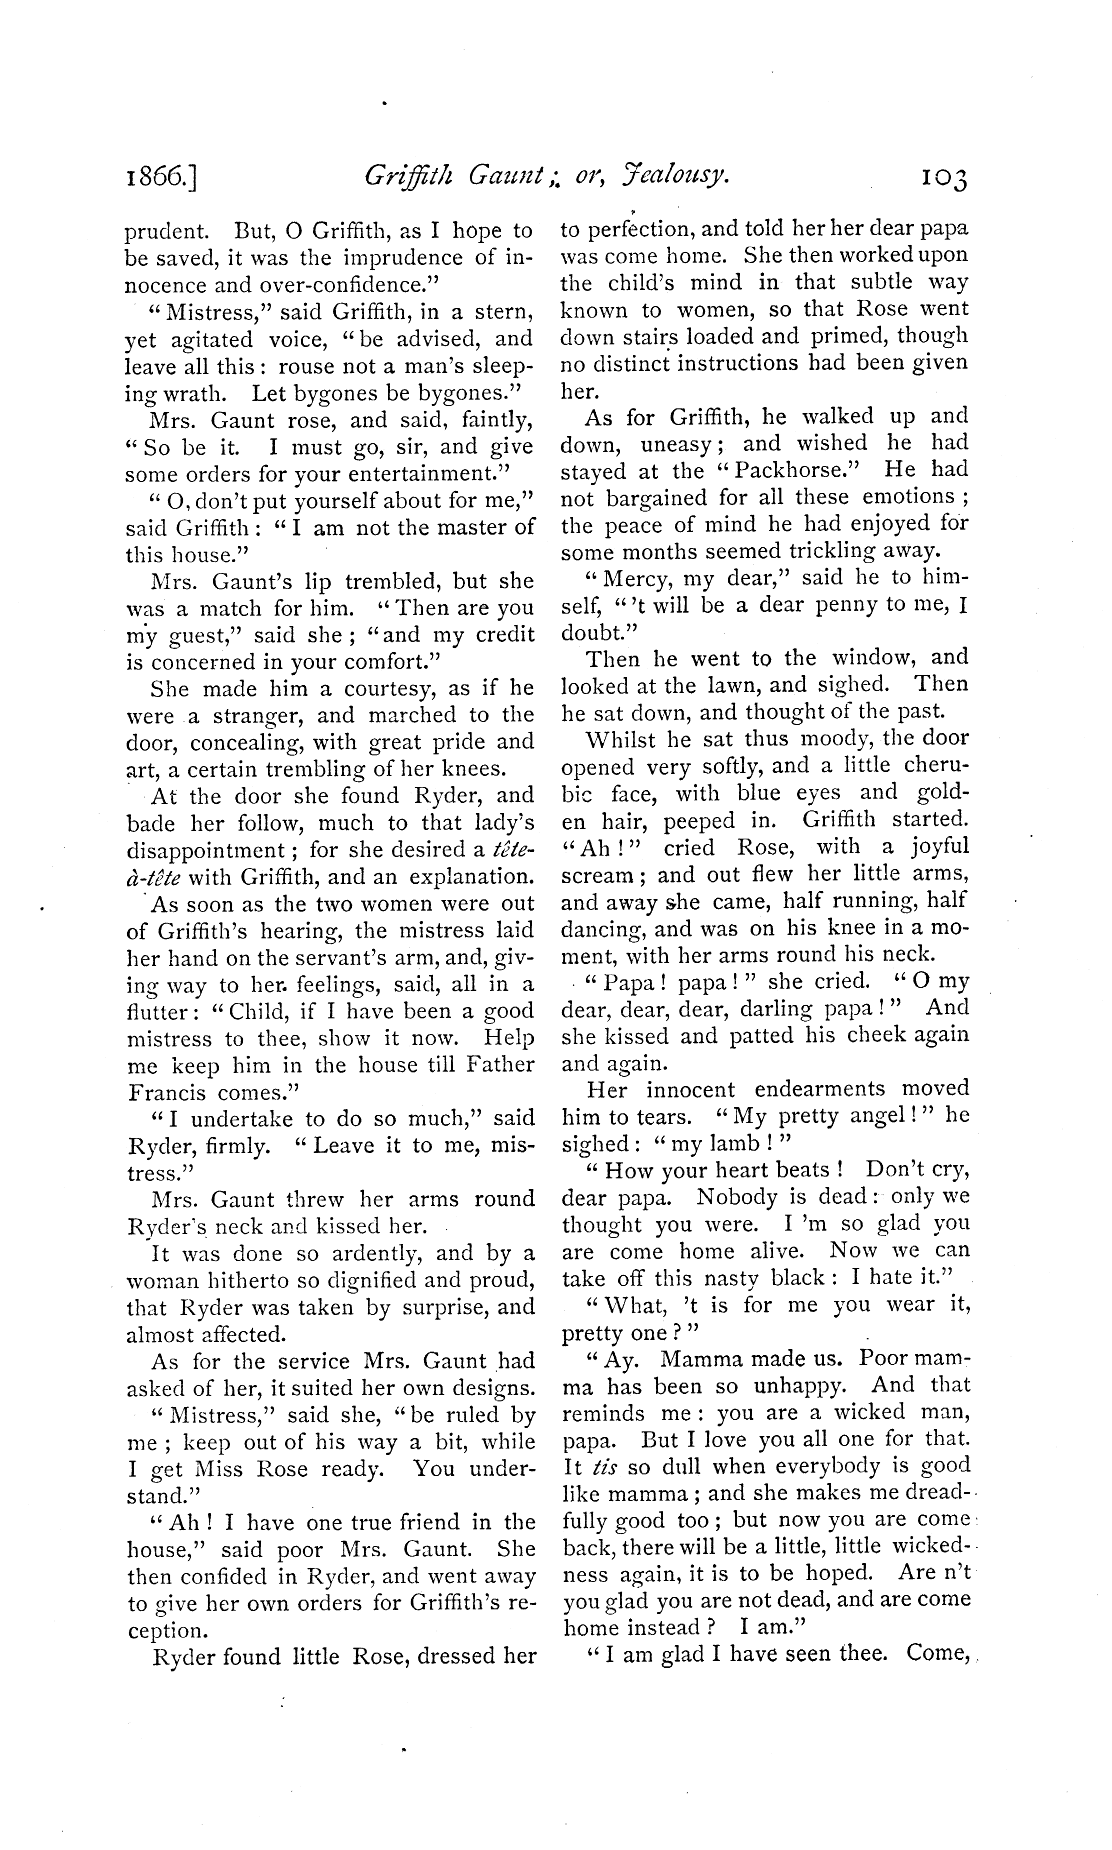 1866.] Griffith Gaunt; or, Jealousy. 103
prudent. But, O Griffith, as I hope to
be saved, it was the imprudence of in-
nocence and over-confidence.”
“Mistress,” said Griffith, in a stern,
yet agitated voice, “be advised, and
leave all this: rouse not a man’s sleep-
ing wrath. Let bygones be bygones.”
Mrs. Gaunt rose, and said, faintly,
“So be it. I must go, sir, and give
some orders for your entertainment.”
“O, don’t put yourself about for me,”
said Griffith: “I am not the master of
this house.”
Mrs. Gaunt’s lip trembled, but she
was a match for him. “Then are you
my guest,” said she; “and my credit
is concerned in your comfort.”
She made him a courtesy, as if he
were a stranger, and marched to the
door, concealing, with great pride and
art, a certain trembling of her knees.
At the door she found Ryder, and
bade her follow, much to that lady’s
disappointment; for she desired a tête-
à-tête with Griffith, and an explanation.
As soon as the two women were out
of Griffith’s hearing, the mistress laid
her hand on the servant’s arm, and, giv-
ing way to her feelings, said, all in a
flutter: “Child, if I have been a good
mistress to thee, show it now. Help
me keep him in the house till Father
Francis comes.”
“I undertake to do so much,” said
Ryder, firmly. “Leave it to me, mis-
tress.”
Mrs. Gaunt threw her arms round
Ryder’s neck and kissed her.
It was done so ardently, and by a
woman hitherto so dignified and proud,
that Ryder was taken by surprise, and
almost affected.
As for the service Mrs. Gaunt had
asked of her, it suited her own designs.
“Mistress,” said she, “be ruled by
me; keep out of his way a bit, while
I get Miss Rose ready. You under-
stand.”
“Ah! I have one true friend in the
house,” said poor Mrs. Gaunt. She
then confided in Ryder, and went away
to give her own orders for Griffith’s re-
ception.
Ryder found little Rose, dressed her
to perfection, and told her her dear papa
was come home. She then worked upon
the child’s mind in that subtle way
known to women, so that Rose went
down stairs loaded and primed, though
no distinct instructions had been given
her.
As for Griffith, he walked up and
down, uneasy; and wished he had
stayed at the “Packhorse.” He had
not bargained for all these emotions;
the peace of mind he had enjoyed for
some months seemed trickling away.
“Mercy, my dear,” said he to him-
self, “’t will be a dear penny to me, I
doubt.”
Then he went to the window, and
looked at the lawn, and sighed. Then
he sat down, and thought of the past.
Whilst he sat thus moody, the door
opened very softly, and a little cheru-
bic face, with blue eyes and gold-
en hair, peeped in. Griffith started.
“Ah!” cried Rose, with a joyful
scream; and out flew her little arms,
and away she came, half running, half
dancing, and was on his knee in a mo-
ment, with her arms round his neck.
“Papa! papa!” she cried. “O my
dear, dear, dear, darling papa!” And
she kissed and patted his cheek again
and again.
Her innocent endearments moved
him to tears. “My pretty angel!” he
sighed: “my lamb!”
“How your heart beats! Don’t cry,
dear papa. Nobody is dead: only we
thought you were. I ’m so glad you
are come home alive. Now we can
take off this nasty black: I hate it.”
“What, ’t is for me you wear it,
pretty one?”
“Ay. Mamma made us. Poor mam-
ma has been so unhappy. And that
reminds me: you are a wicked man,
papa. But I love you all one for that.
It tis so dull when everybody is good
like mamma; and she makes me dread-
fully good too; but now you are come
back, there will be a little, little wicked-
ness again, it is to be hoped. Are n’t
you glad you are not dead, and are come
home instead? I am.”
“I am glad I have seen thee. Come,